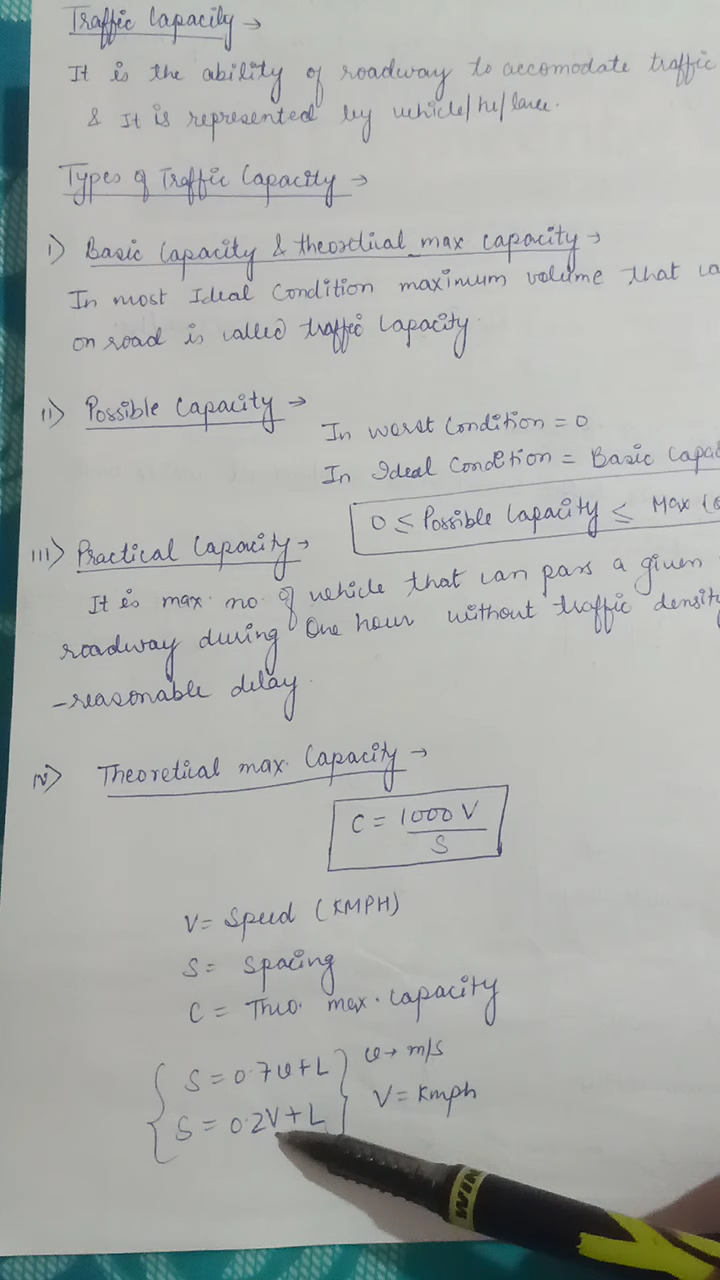 Traffic Capacity →
It is the ability of roadway to accomodate traffic
& It is represented by vehicle/hr/lane.
Types of Traffic Capacity →
i) Basic Capacity & theoretical max capacity →
In most Ideal Condition maximum volume that
on road is called traffic Capacity
ii) Possible Capacity →
In worst Condition = 0
In Ideal Condition = Basic
0 ≤ Possible Capacity ≤ Max
iii) Practical Capacity →
It is max. no. of vehicle that can pass a given
roadway during One hour without traffic density
-reasonable delay.
iv) Theoretical max. Capacity →
C = 1000 V
S
V = Speed (KMPH)
S = Spacing
C = Theo. max. capacity
S = 0.7v+L
v → m/s
S = 0.2V+L
V = Kmph
WIN